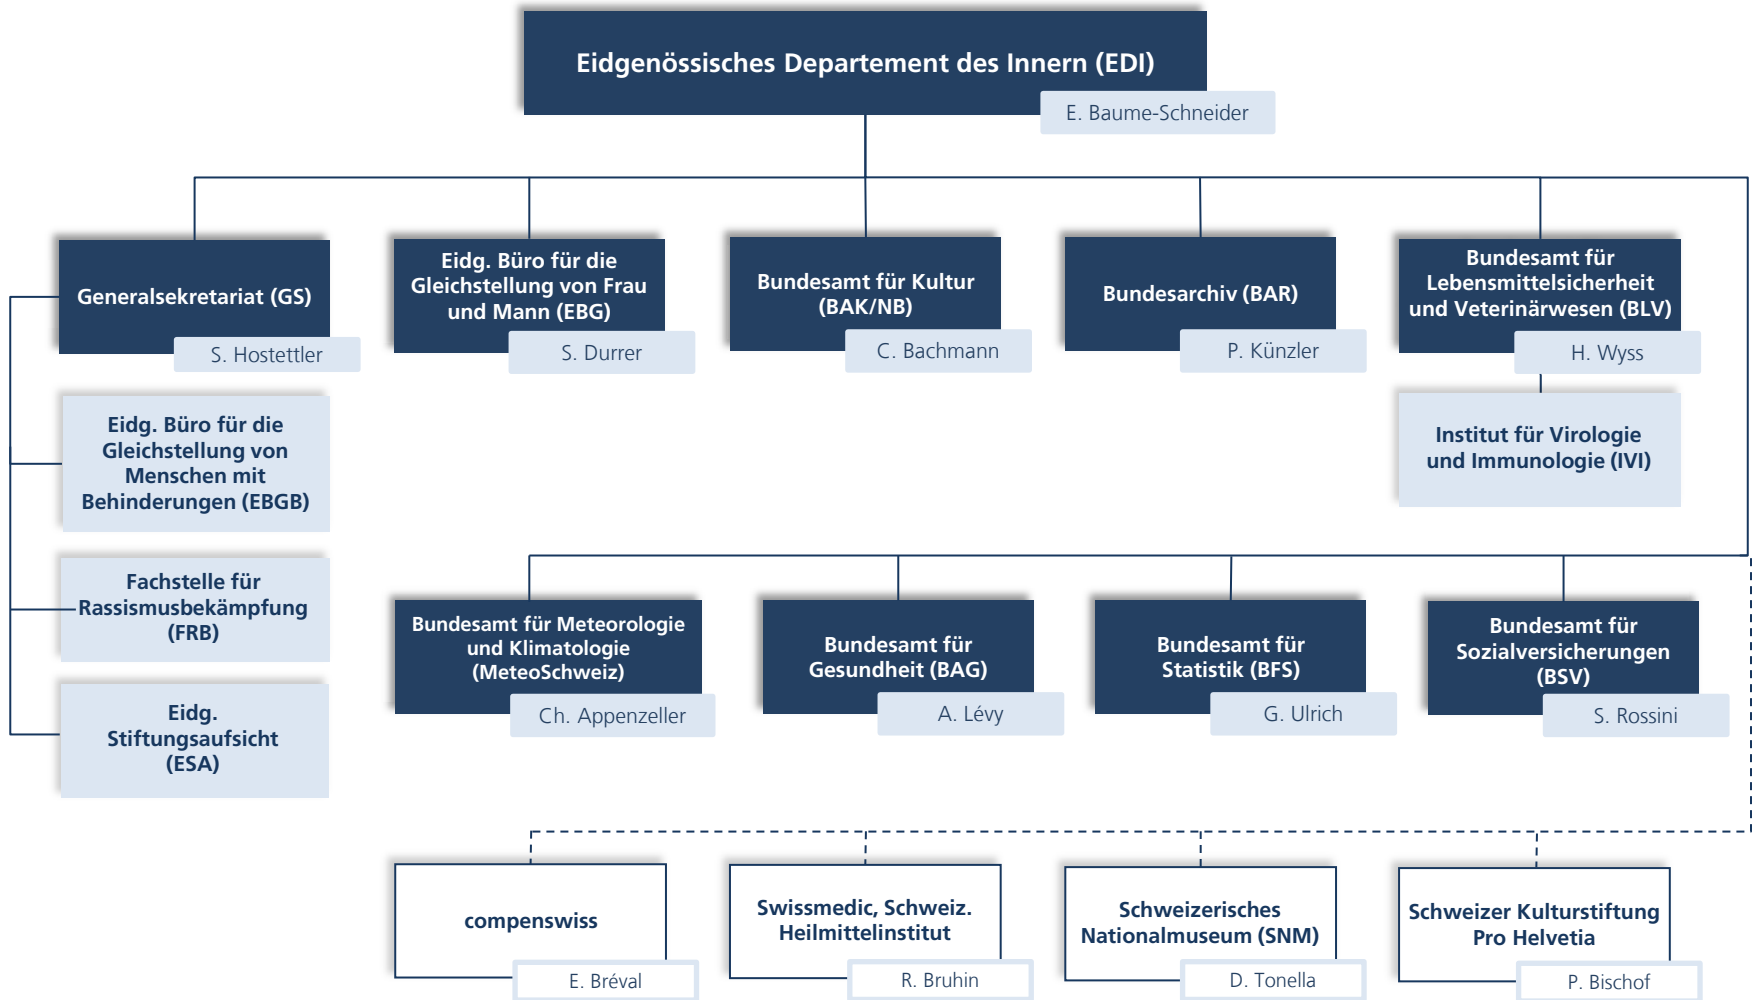 Eidgenössisches Departement des Innern (EDI)
E. Baume-Schneider
Generalsekretariat (GS)
S. Hostettler
Eidg. Büro für die
Gleichstellung von Frau
und Mann (EBG)
S. Durrer
Bundesamt für Kultur
(BAK/NB)
C. Bachmann
Bundesarchiv (BAR)
P. Künzler
Bundesamt für
Lebensmittelsicherheit
und Veterinärwesen (BLV)
H. Wyss
Eidg. Büro für die
Gleichstellung von
Menschen mit
Behinderungen (EBGB)
Institut für Virologie
und Immunologie (IVI)
Fachstelle für
Rassismusbekämpfung
(FRB)
Eidg.
Stiftungsaufsicht
(ESA)
Bundesamt für Meteorologie
und Klimatologie
(MeteoSchweiz)
Ch. Appenzeller
Bundesamt für
Gesundheit (BAG)
A. Lévy
Bundesamt für
Statistik (BFS)
G. Ulrich
Bundesamt für
Sozialversicherungen
(BSV)
S. Rossini
compenswiss
E. Bréval
Swissmedic, Schweiz.
Heilmittelinstitut
R. Bruhin
Schweizerisches
Nationalmuseum (SNM)
D. Tonella
Schweizer Kulturstiftung
Pro Helvetia
P. Bischof